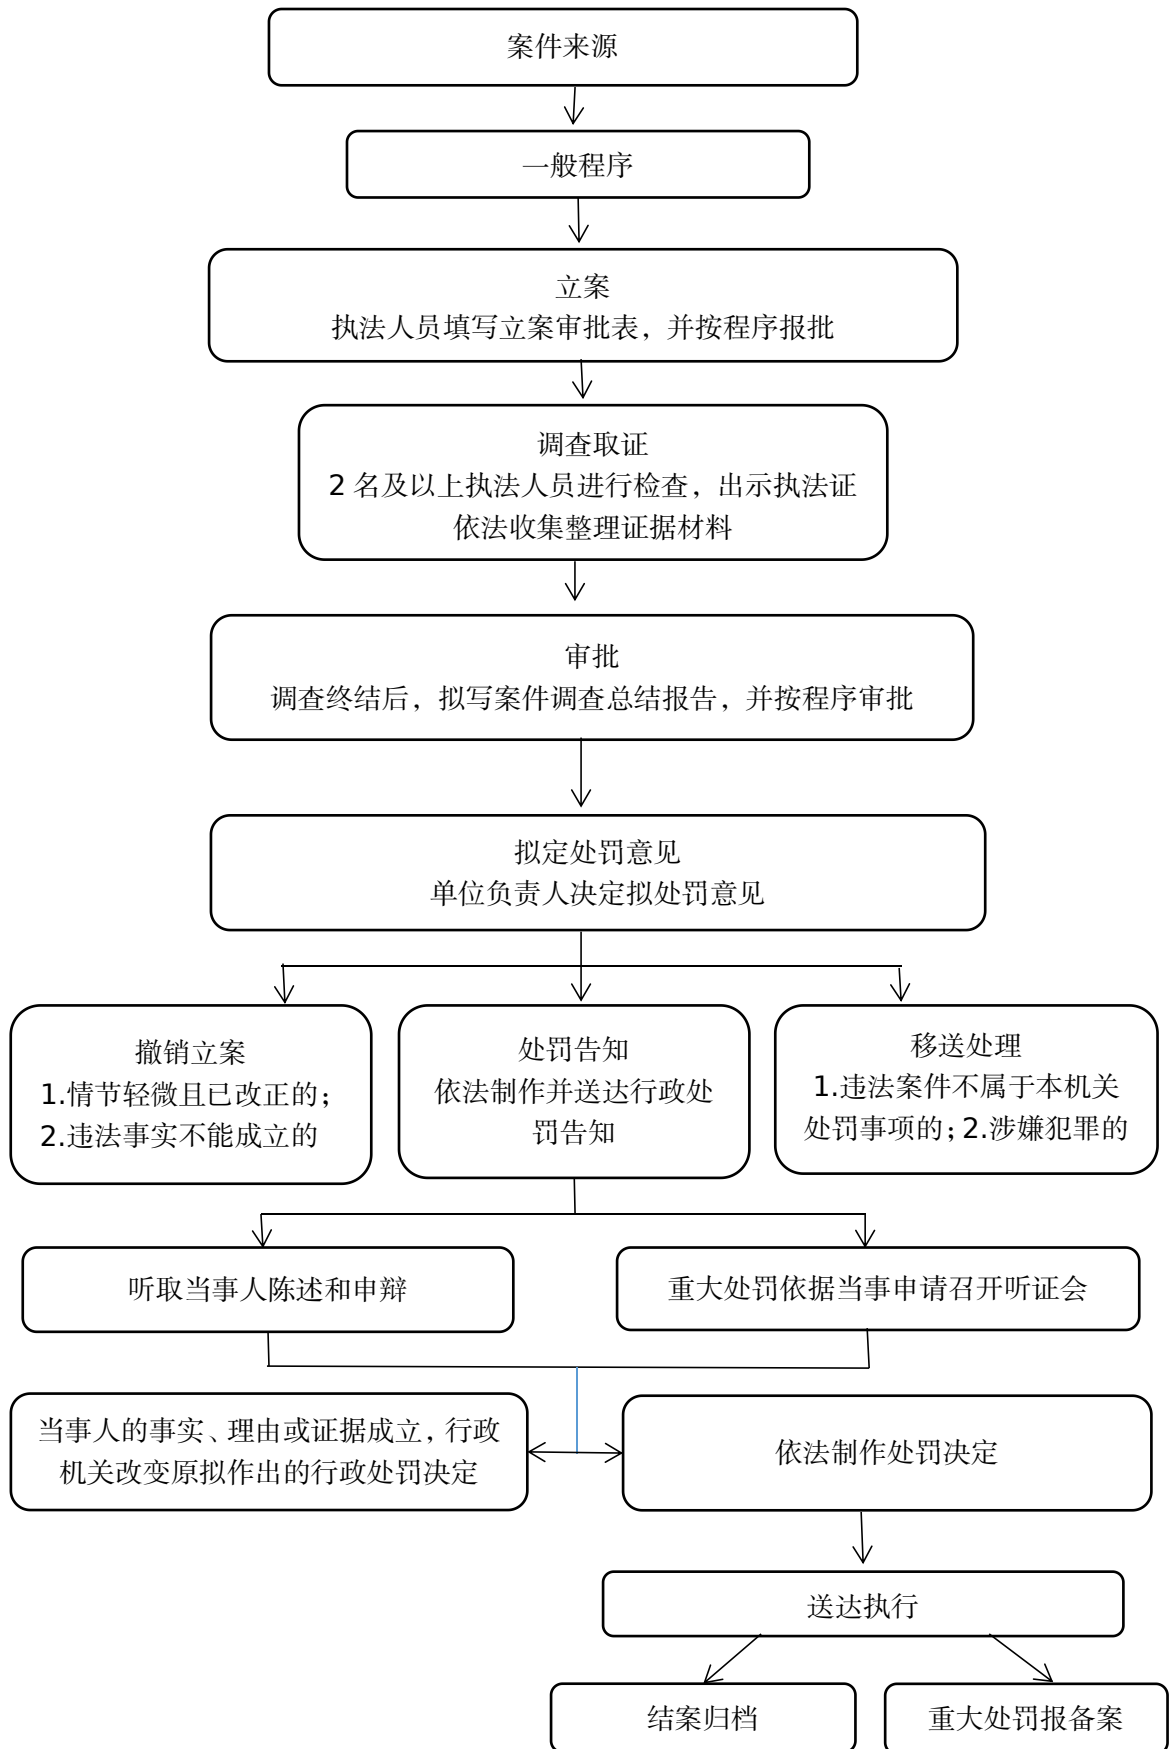 案件来源
一般程序
立案
执法人员填写立案审批表，并按程序报批
调查取证
2 名及以上执法人员进行检查，出示执法证
依法收集整理证据材料
审批
调查终结后，拟写案件调查总结报告，并按程序审批
拟定处罚意见
单位负责人决定拟处罚意见
撤销立案
1.情节轻微且已改正的；
2.违法事实不能成立的
处罚告知
依法制作并送达行政处
罚告知
移送处理
1.违法案件不属于本机关
处罚事项的；2.涉嫌犯罪的
听取当事人陈述和申辩
重大处罚依据当事申请召开听证会
当事人的事实、理由或证据成立，行政
机关改变原拟作出的行政处罚决定
依法制作处罚决定
送达执行
结案归档
重大处罚报备案